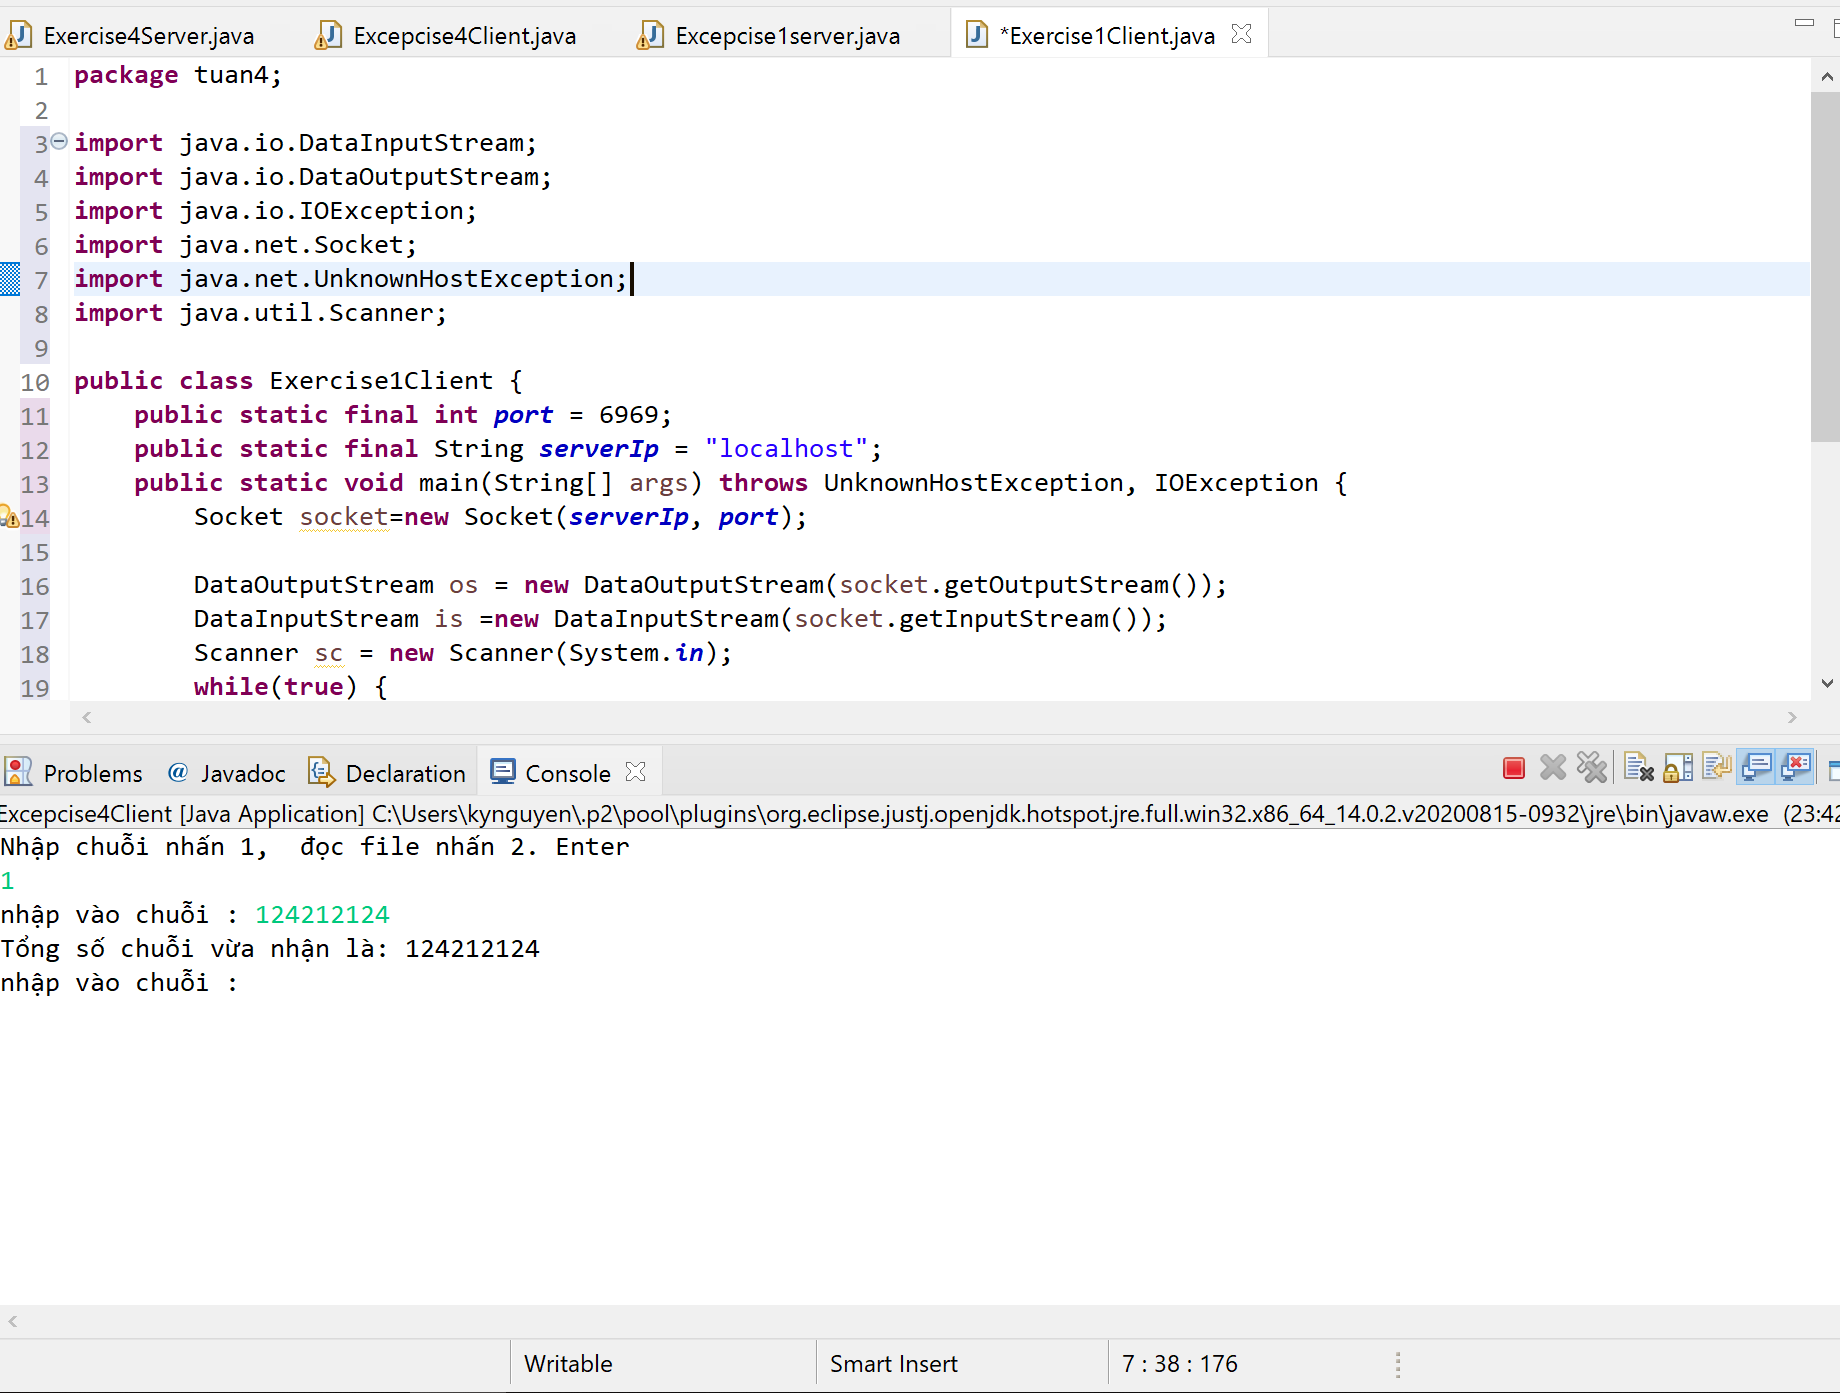 Exercise4Server.java Excepcise4Client.java Excepcise1server.java *Exercise1Client.java
1 package tuan4;
2
3 import java.io.DataInputStream;
4 import java.io.DataOutputStream;
5 import java.io.IOException;
6 import java.net.Socket;
7 import java.net.UnknownHostException;
8 import java.util.Scanner;
9
10 public class Exercise1Client {
11 public static final int port = 6969;
12 public static final String serverIp = "localhost";
13 public static void main(String[] args) throws UnknownHostException, IOException {
14 Socket socket=new Socket(serverIp, port);
15
16 DataOutputStream os = new DataOutputStream(socket.getOutputStream());
17 DataInputStream is =new DataInputStream(socket.getInputStream());
18 Scanner sc = new Scanner(System.in);
19 while(true) {
Problems @ Javadoc Declaration Console
Excepcise4Client [Java Application] C:\Users\kynguyen\.p2\pool\plugins\org.eclipse.justj.openjdk.hotspot.jre.full.win32.x86_64_14.0.2.v20200815-0932\jre\bin\javaw.exe (23:42
Nhập chuỗi nhấn 1,  đọc file nhấn 2. Enter
1
nhập vào chuỗi : 124212124
Tổng số chuỗi vừa nhận là: 124212124
nhập vào chuỗi :
Writable Smart Insert 7 : 38 : 176